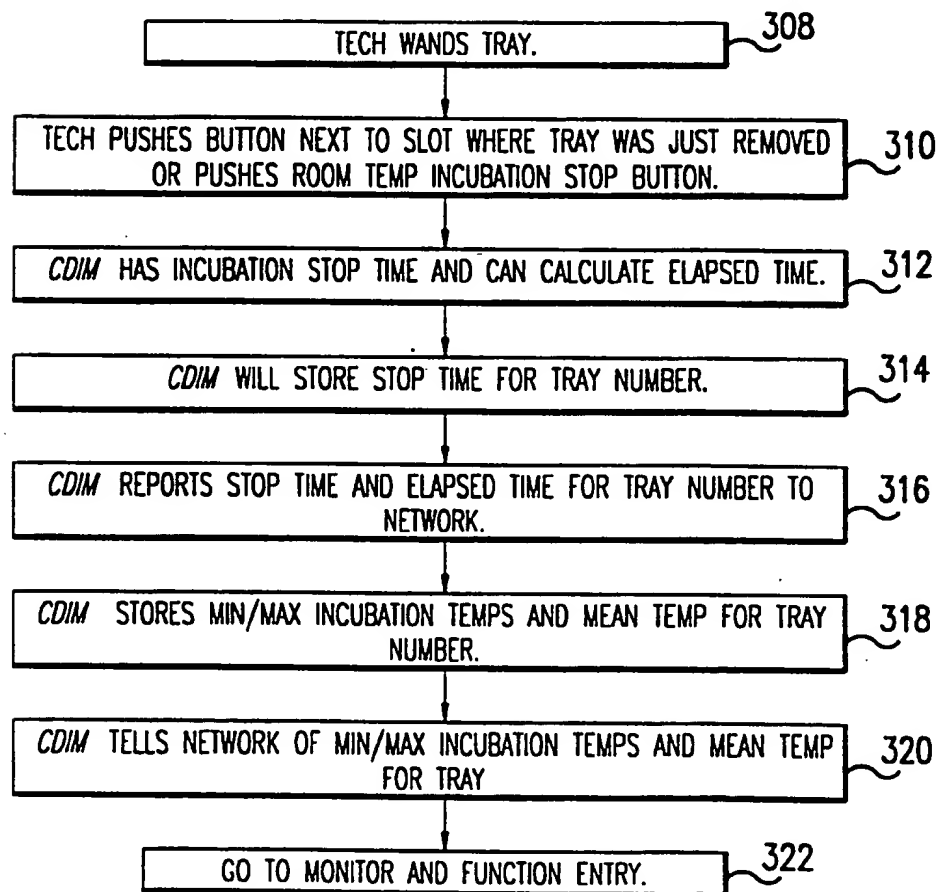 TECH WANDS TRAY.
308
TECH PUSHES BUTTON NEXT TO SLOT WHERE TRAY WAS JUST REMOVED
OR PUSHES ROOM TEMP INCUBATION STOP BUTTON.
310
CDIM HAS INCUBATION STOP TIME AND CAN CALCULATE ELAPSED TIME.
312
CDIM WILL STORE STOP TIME FOR TRAY NUMBER.
314
CDIM REPORTS STOP TIME AND ELAPSED TIME FOR TRAY NUMBER TO
NETWORK.
316
CDIM STORES MIN/MAX INCUBATION TEMPS AND MEAN TEMP FOR TRAY
NUMBER.
318
CDIM TELLS NETWORK OF MIN/MAX INCUBATION TEMPS AND MEAN TEMP
FOR TRAY
320
GO TO MONITOR AND FUNCTION ENTRY.
322